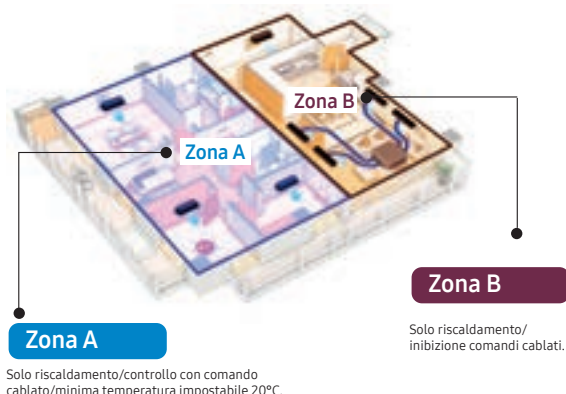 Zona B
Zona A
Zona B
Zona A
Solo riscaldamento/
inibizione comandi cablati.
Solo riscaldamento/controllo con comando
cablato/minima temperatura impostabile 20°C.